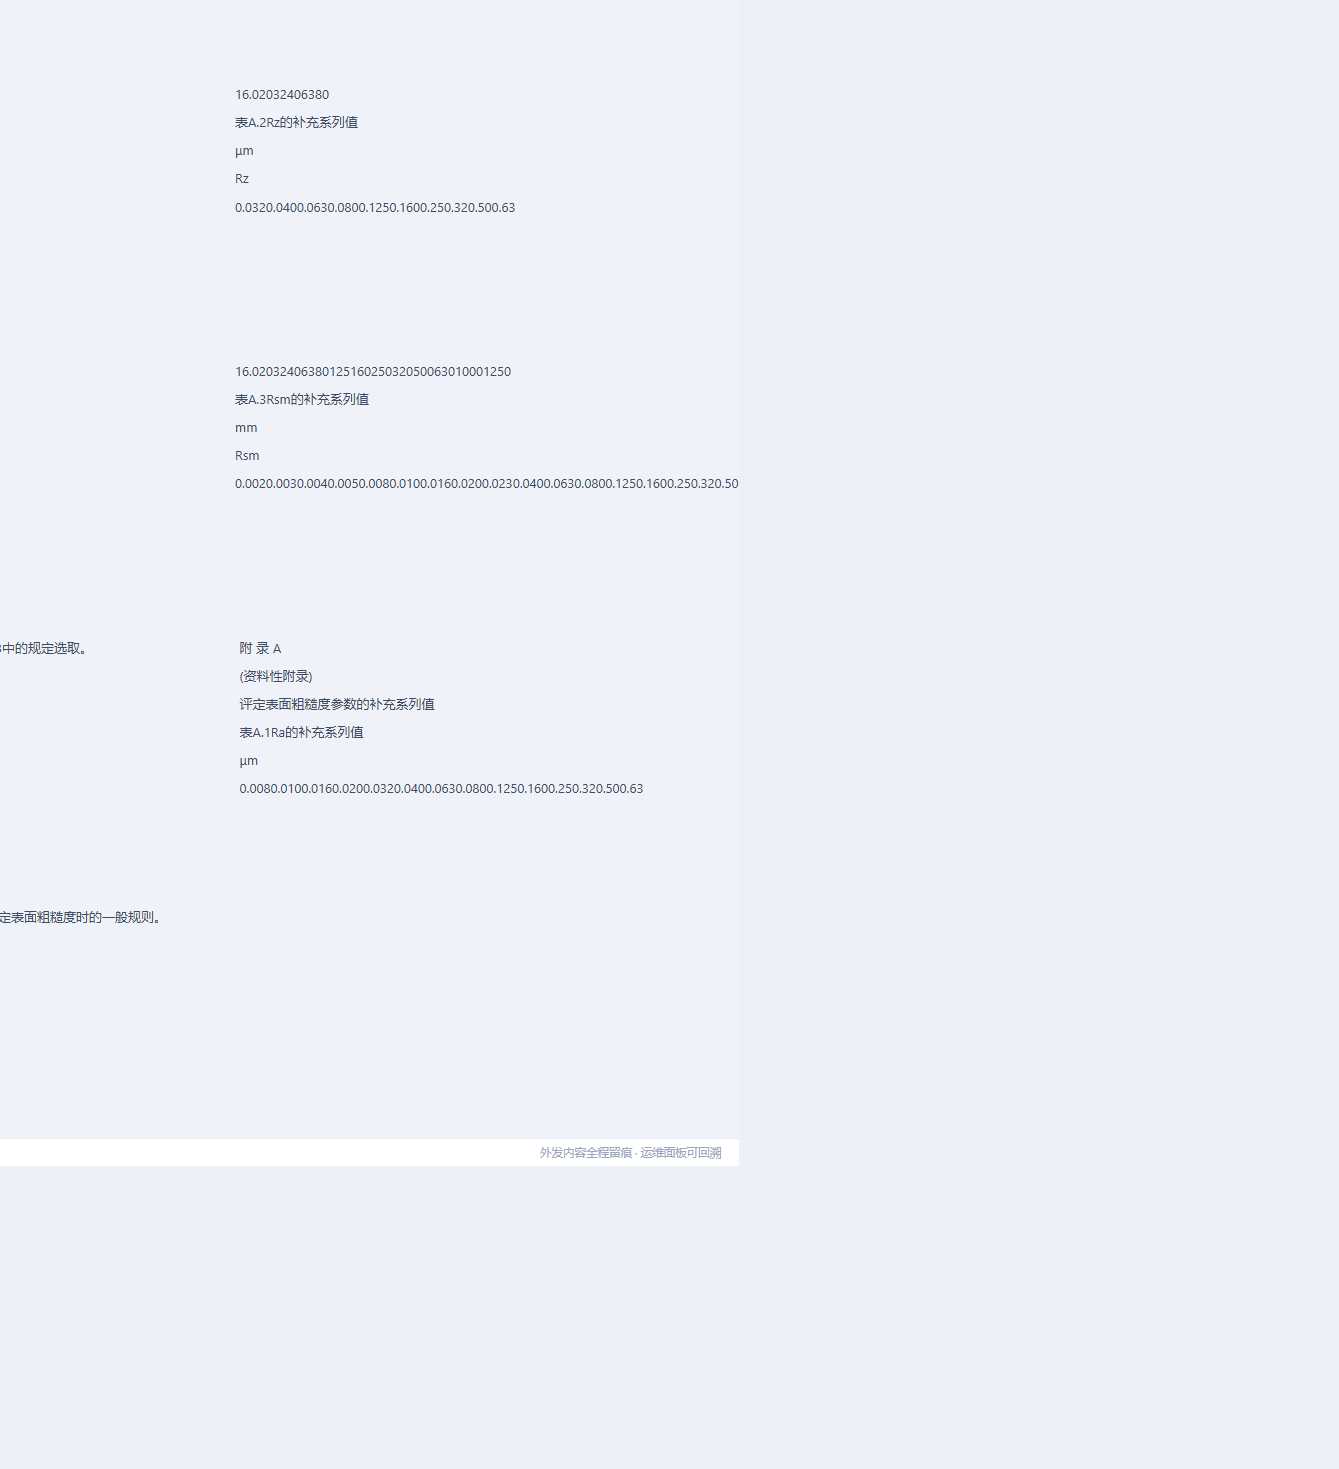 16.02032406380
表A.2Rz的补充系列值
μm
Rz
0.0320.0400.0630.0800.1250.1600.250.320.500.63
16.020324063801251602503205006301000​1250
表A.3Rsm的补充系列值
mm
Rsm
0.0020.0030.0040.0050.0080.0100.0160.0200.0230.0400.0630.0800.1250.1600.250.320.50
中的规定选取。
附 录 A
(资料性附录)
评定表面粗糙度参数的补充系列值
表A.1Ra的补充系列值
μm
0.0080.0100.0160.0200.0320.0400.0630.0800.1250.1600.250.320.500.63
定表面粗糙度时的一般规则。
外发内容全程留痕 · 运维面板可回溯